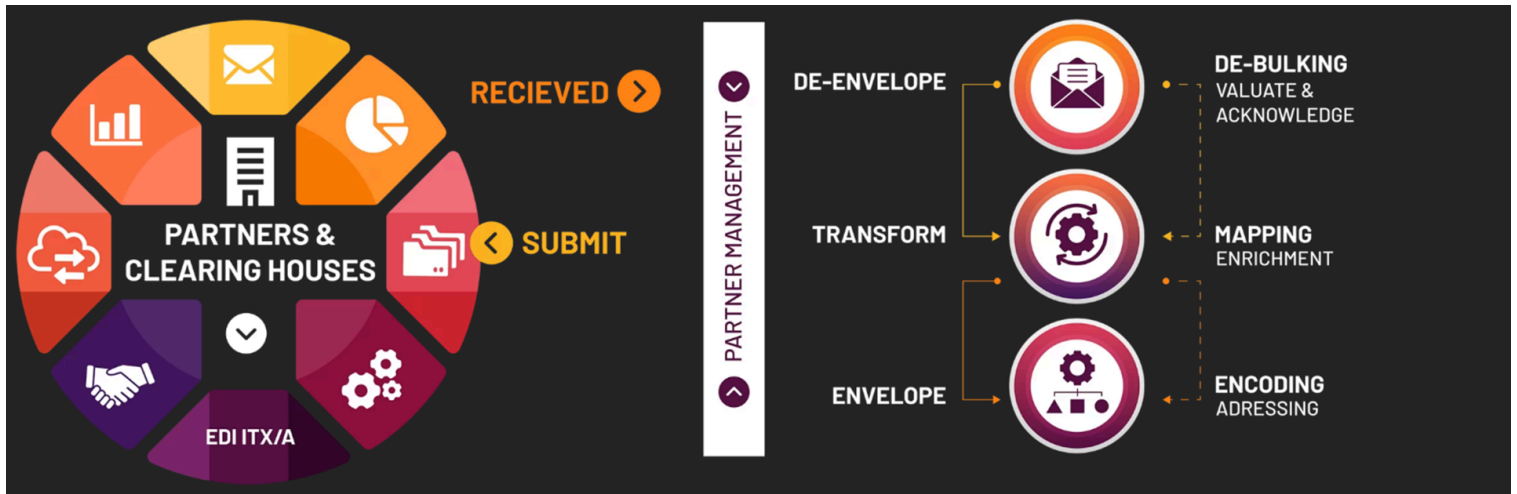 PARTNERS &
CLEARING HOUSES
EDI ITX/A
RECIEVED
SUBMIT
PARTNER MANAGEMENT
DE-ENVELOPE
DE-BULKING
VALUATE &
ACKNOWLEDGE
TRANSFORM
MAPPING
ENRICHMENT
ENVELOPE
ENCODING
ADRESSING